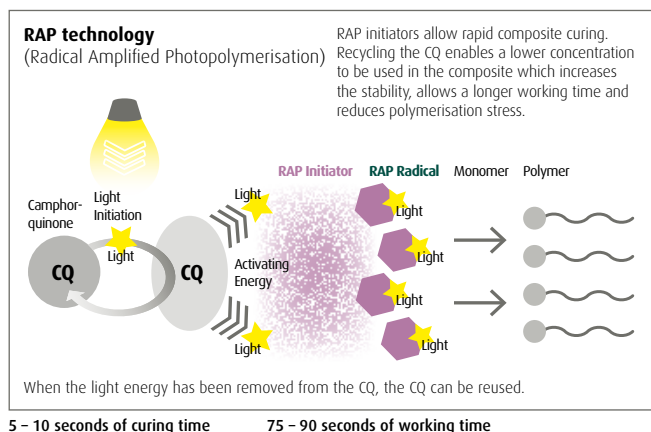 RAP technology
(Radical Amplified Photopolymerisation)
RAP initiators allow rapid composite curing.
Recycling the CQ enables a lower concentration
to be used in the composite which increases
the stability, allows a longer working time and
reduces polymerisation stress.
RAP Initiator
RAP Radical
Monomer
Polymer
Camphor-
quinone
Light
Initiation
Light
CQ
CQ
Light
Activating
Energy
Light
Light
Light
Light
Light
When the light energy has been removed from the CQ, the CQ can be reused.
5 – 10 seconds of curing time
75 – 90 seconds of working time